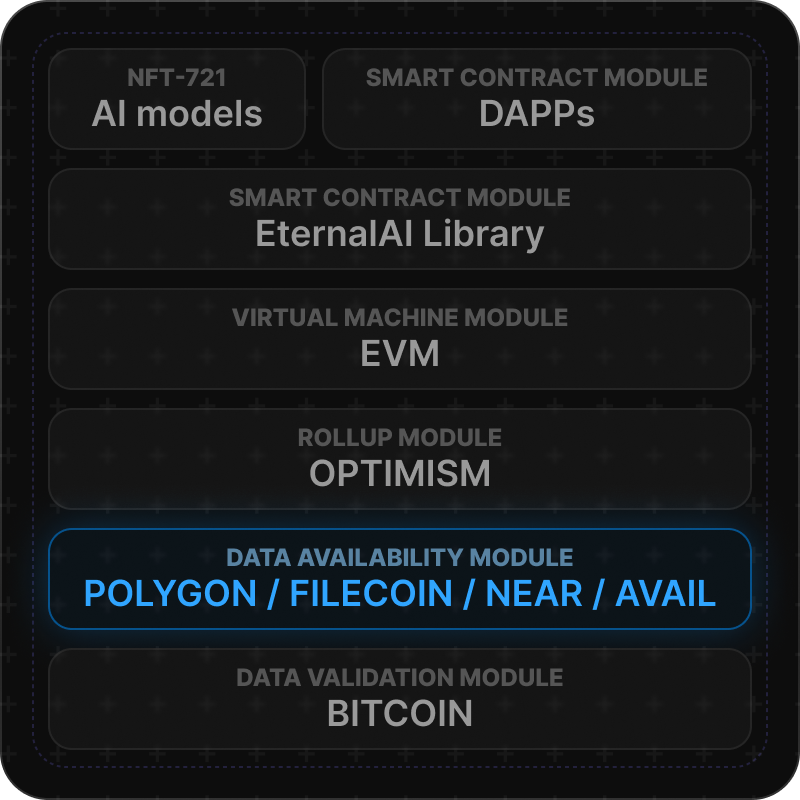 NFT-721
AI models
SMART CONTRACT MODULE
DAPPs
SMART CONTRACT MODULE
EternalAI Library
VIRTUAL MACHINE MODULE
EVM
ROLLUP MODULE
OPTIMISM
DATA AVAILABILITY MODULE
POLYGON / FILECOIN / NEAR / AVAIL
DATA VALIDATION MODULE
BITCOIN